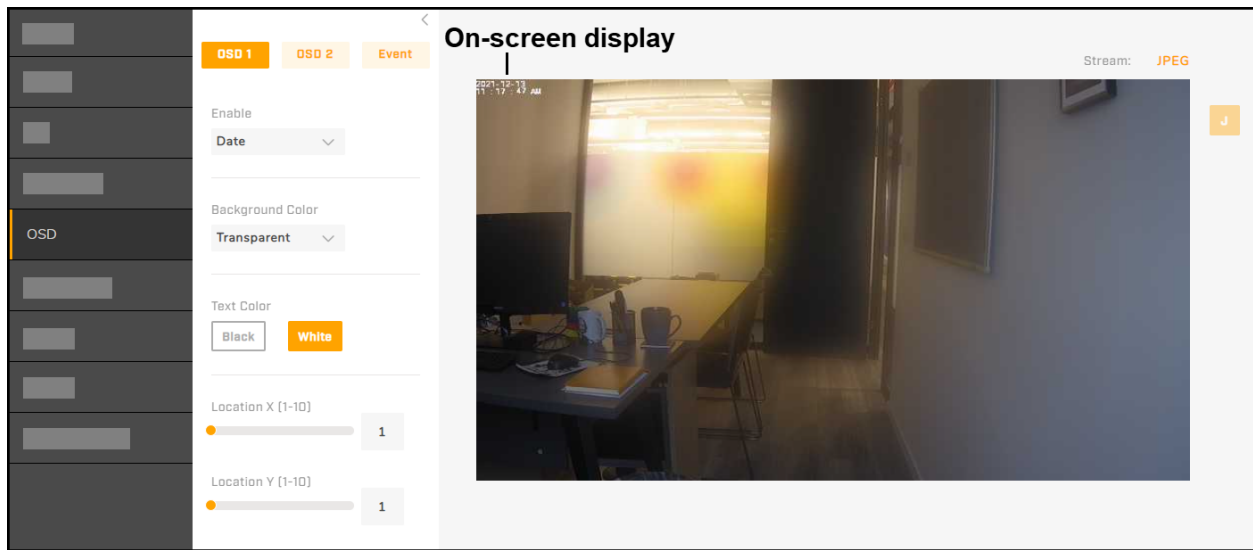 On-screen display
OSD 1
OSD 2
Event
Stream: JPEG
2021-12-13
11 : 17 : 47 AM
Enable
Date
J
Background Color
Transparent
OSD
Text Color
Black
White
Location X (1-10)
1
Location Y (1-10)
1